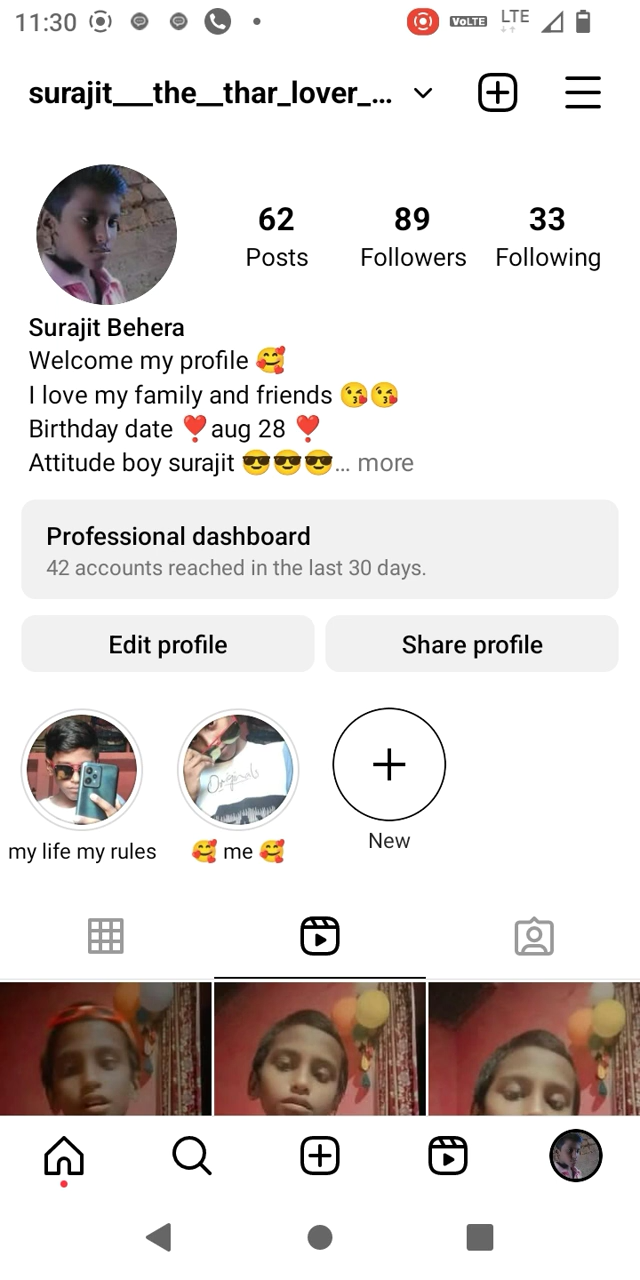 11:30 VoLTE LTE
surajit___the__thar_lover_...
62 89 33
Posts Followers Following
Surajit Behera
Welcome my profile 🥰
I love my family and friends 😘😘
Birthday date ❣️aug 28 ❣️
Attitude boy surajit 😎😎😎... more
Professional dashboard
42 accounts reached in the last 30 days.
Edit profile Share profile
Originals
my life my rules 🥰 me 🥰 New